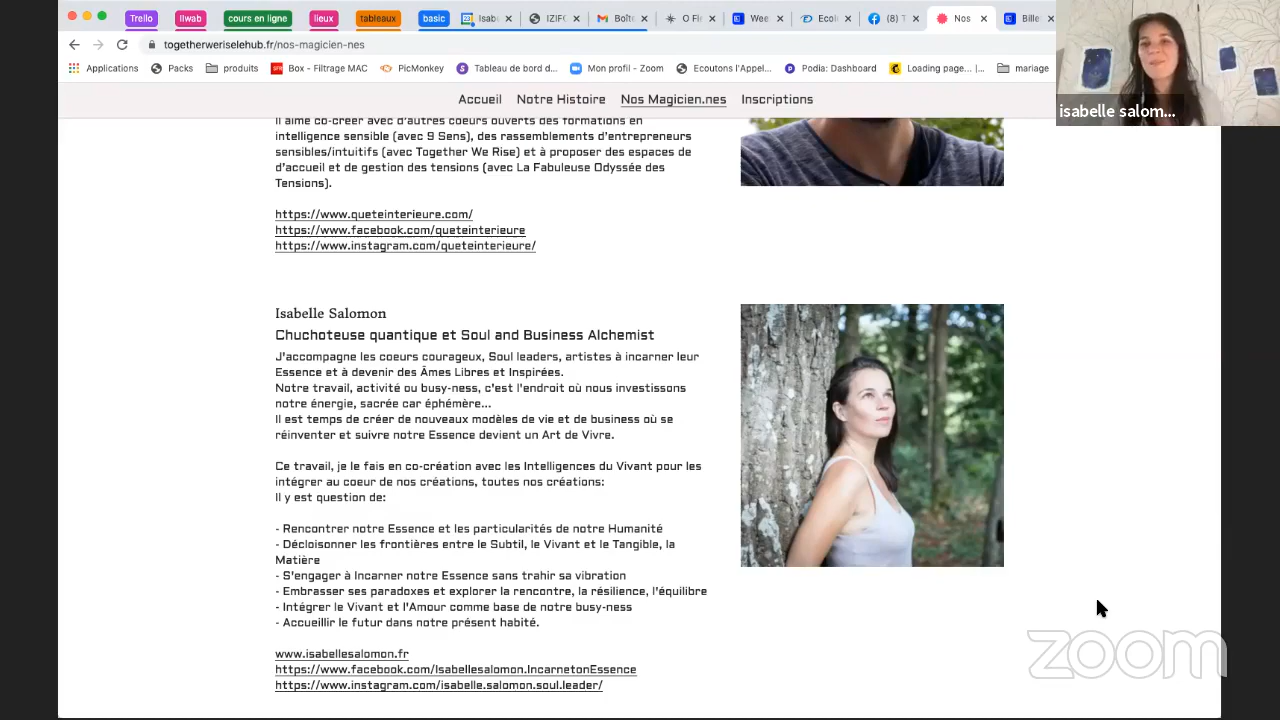 Trello
liwab
cours en ligne
lieux
tableaux
basic
Isab
IZIFC
Boît
O Fi
Wee
Ecol
(8) T
Nos
Bille
togetherweriselehub.fr/nos-magicien-nes
Applications
Packs
produits
Box - Filtrage MAC
PicMonkey
Tableau de bord d...
Mon profil - Zoom
Ecoutons l'Appel...
Podia: Dashboard
Loading page... |...
mariage
isabelle salom...
Accueil
Notre Histoire
Nos Magicien.nes
Inscriptions
Il aime co-créer avec d'autres coeurs ouverts des formations en
intelligence sensible (avec 9 Sens), des rassemblements d'entrepreneurs
sensibles/intuitifs (avec Together We Rise) et à proposer des espaces de
d'accueil et de gestion des tensions (avec La Fabuleuse Odyssée des
Tensions).
https://www.queteinterieure.com/
https://www.facebook.com/queteinterieure
https://www.instagram.com/queteinterieure/
Isabelle Salomon
Chuchoteuse quantique et Soul and Business Alchemist
J'accompagne les coeurs courageux, Soul leaders, artistes à incarner leur
Essence et à devenir des Âmes Libres et Inspirées.
Notre travail, activité ou busy-ness, c'est l'endroit où nous investissons
notre énergie, sacrée car éphémère...
Il est temps de créer de nouveaux modèles de vie et de business où se
réinventer et suivre notre Essence devient un Art de Vivre.
Ce travail, je le fais en co-création avec les Intelligences du Vivant pour les
intégrer au coeur de nos créations, toutes nos créations:
Il y est question de:
- Rencontrer notre Essence et les particularités de notre Humanité
- Décloisonner les frontières entre le Subtil, le Vivant et le Tangible, la
Matière
- S'engager à Incarner notre Essence sans trahir sa vibration
- Embrasser ses paradoxes et explorer la rencontre, la résilience, l'équilibre
- Intégrer le Vivant et l'Amour comme base de notre busy-ness
- Accueillir le futur dans notre présent habité.
www.isabellesalomon.fr
https://www.facebook.com/Isabellesalomon.IncarnetonEssence
https://www.instagram.com/isabelle.salomon.soul.leader/
zoom